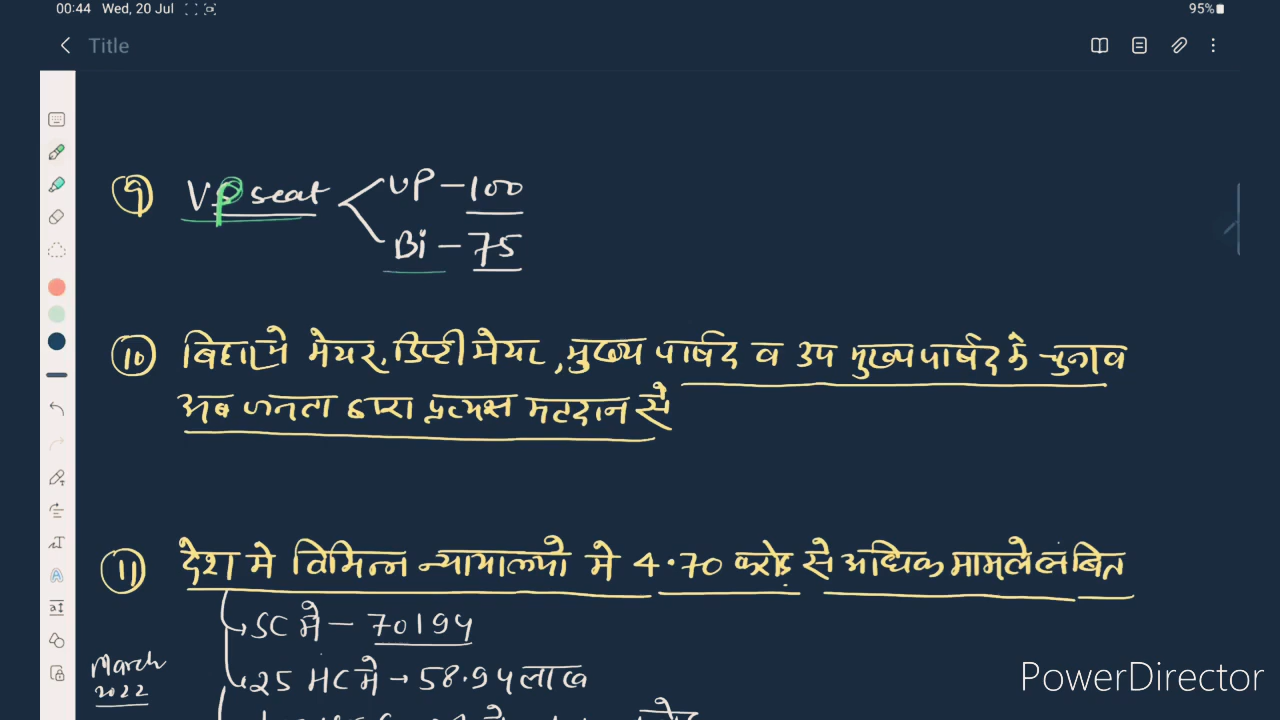 00:44 Wed, 20 Jul 95%
Title
9 VP seat UP - 100
Bi - 75
10 बिहार मे मेयर, डिप्टी मेयर, मुख्य पार्षद व उप मुख्य पार्षद के चुनाव
अब जनता द्वारा प्रत्यक्ष मतदान से
11 देश मे विभिन्न न्यायालयो मे 4.70 करोड़ से अधिक मामले लंबित
SC मे - 70194
March 2022
25 HC मे → 58.94 लाख
PowerDirector